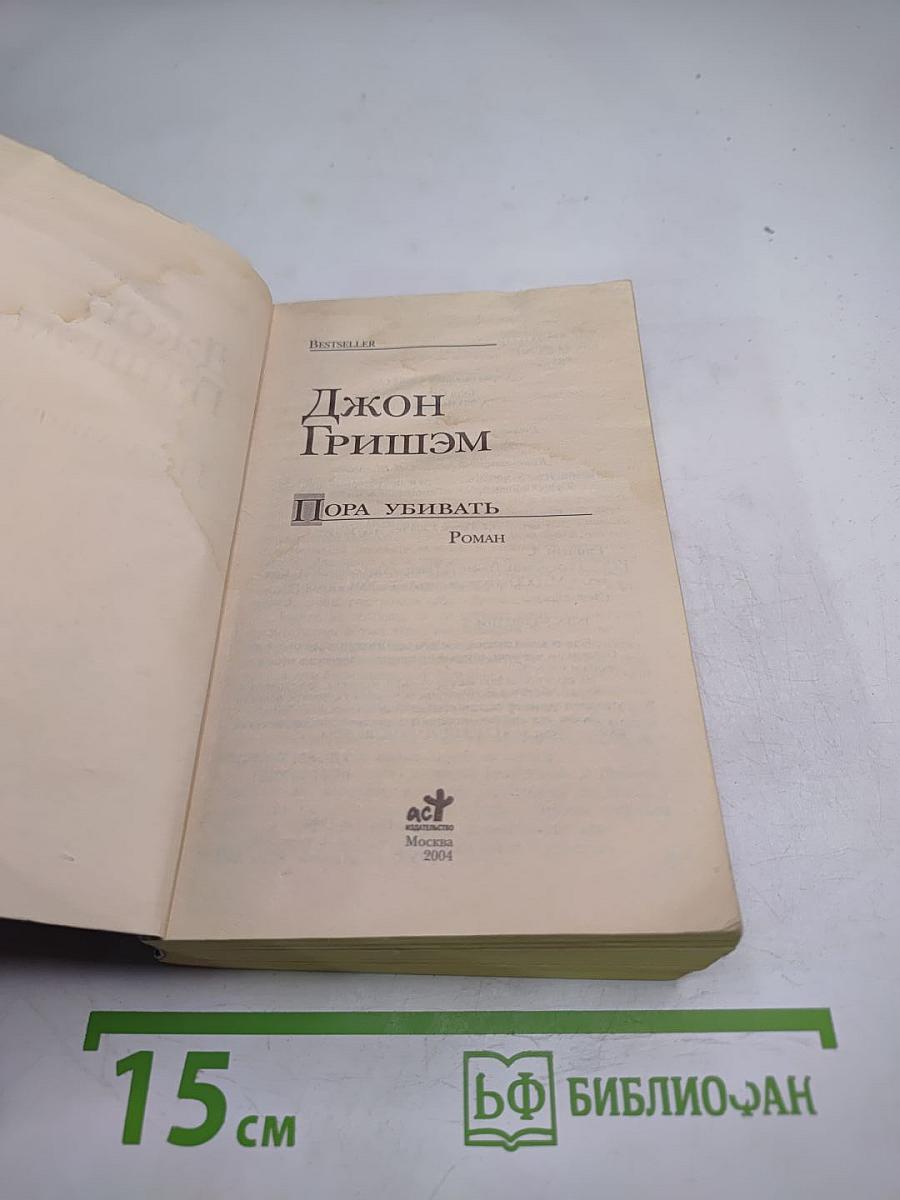 BESTSELLER
ДЖОН
ГРИШЭМ
ПОРА УБИВАТЬ
РОМАН
аст
ИЗДАТЕЛЬСТВО
Москва
2004
15 см
БФ БИБЛИОФАН